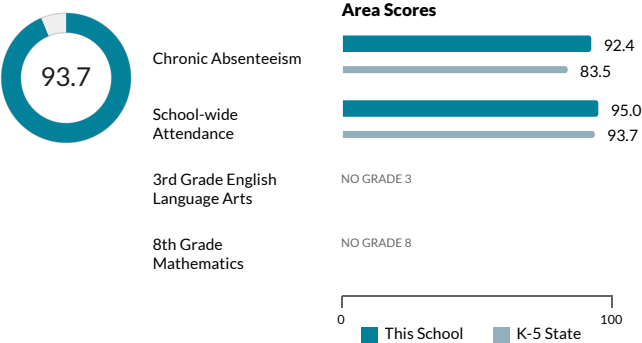 Area Scores
93.7
Chronic Absenteeism
92.4
83.5
School-wide
Attendance
95.0
93.7
3rd Grade English
Language Arts
NO GRADE 3
8th Grade
Mathematics
NO GRADE 8
0 100
This School K-5 State